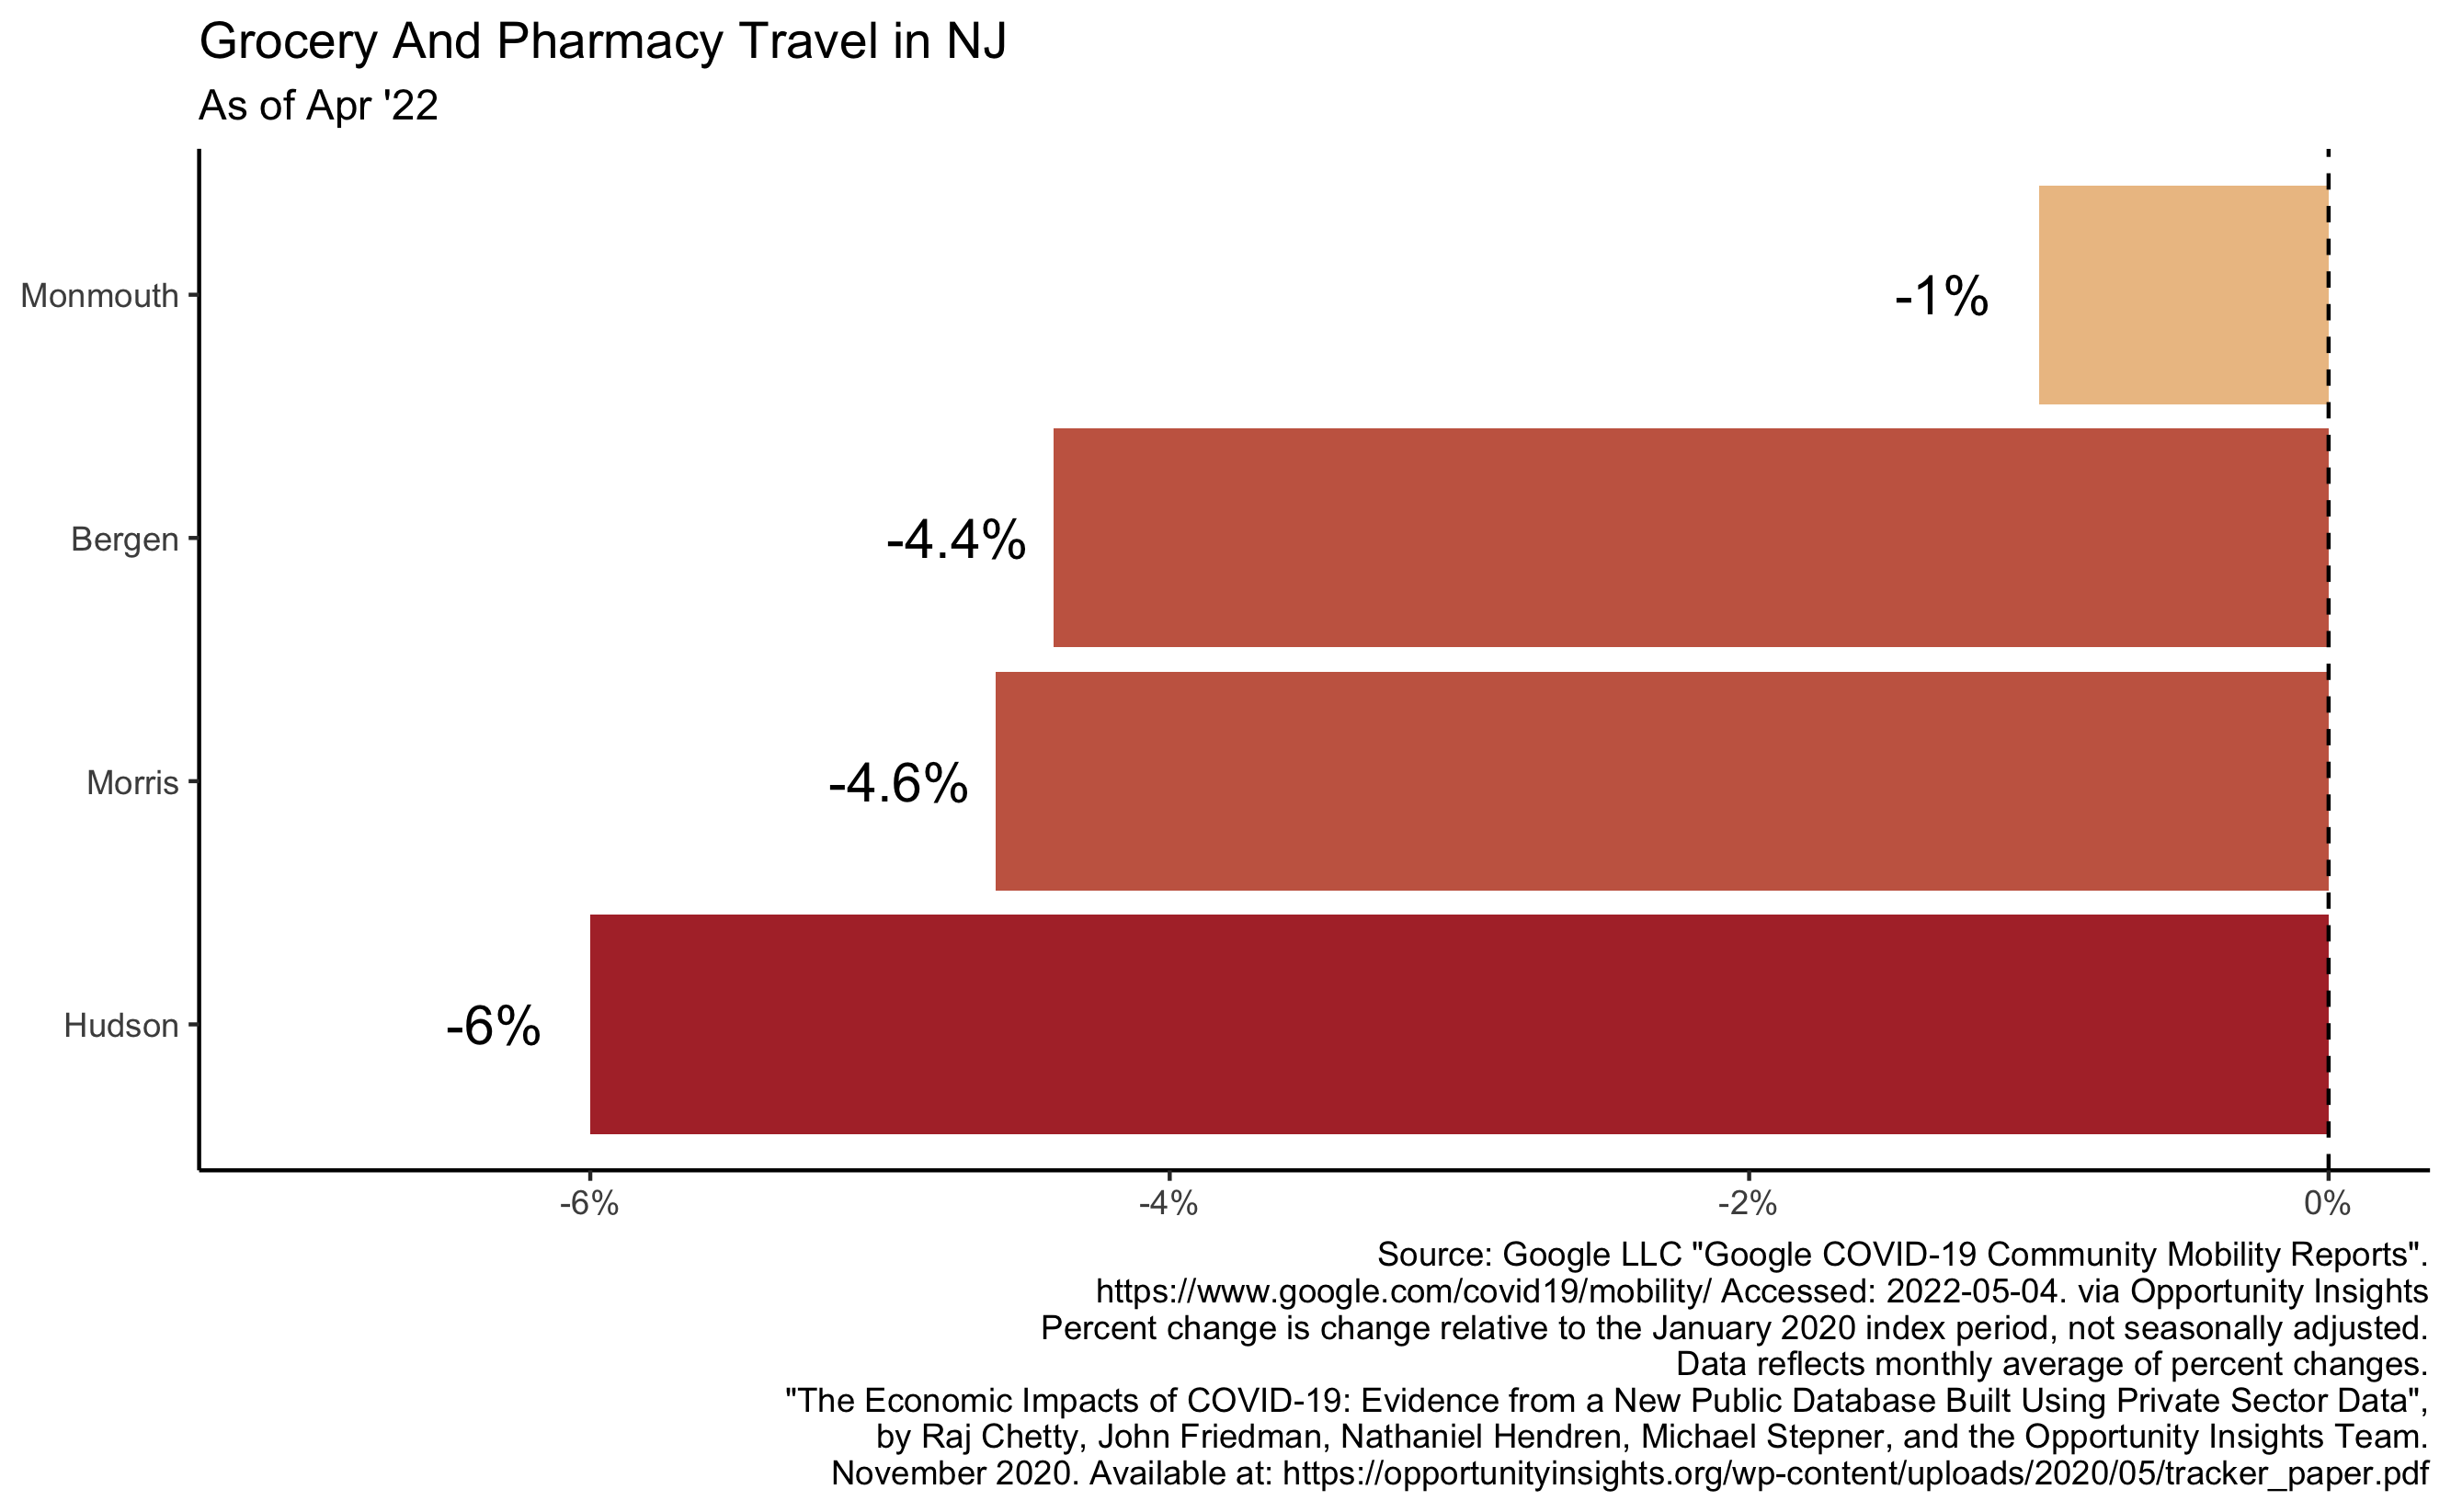 Grocery And Pharmacy Travel in NJ
As of Apr '22
Monmouth
-1%
Bergen
-4.4%
Morris
-4.6%
Hudson
-6%
-6% -4% -2% 0%
Source: Google LLC "Google COVID-19 Community Mobility Reports".
https://www.google.com/covid19/mobility/ Accessed: 2022-05-04. via Opportunity Insights
Percent change is change relative to the January 2020 index period, not seasonally adjusted.
Data reflects monthly average of percent changes.
"The Economic Impacts of COVID-19: Evidence from a New Public Database Built Using Private Sector Data",
by Raj Chetty, John Friedman, Nathaniel Hendren, Michael Stepner, and the Opportunity Insights Team.
November 2020. Available at: https://opportunityinsights.org/wp-content/uploads/2020/05/tracker_paper.pdf